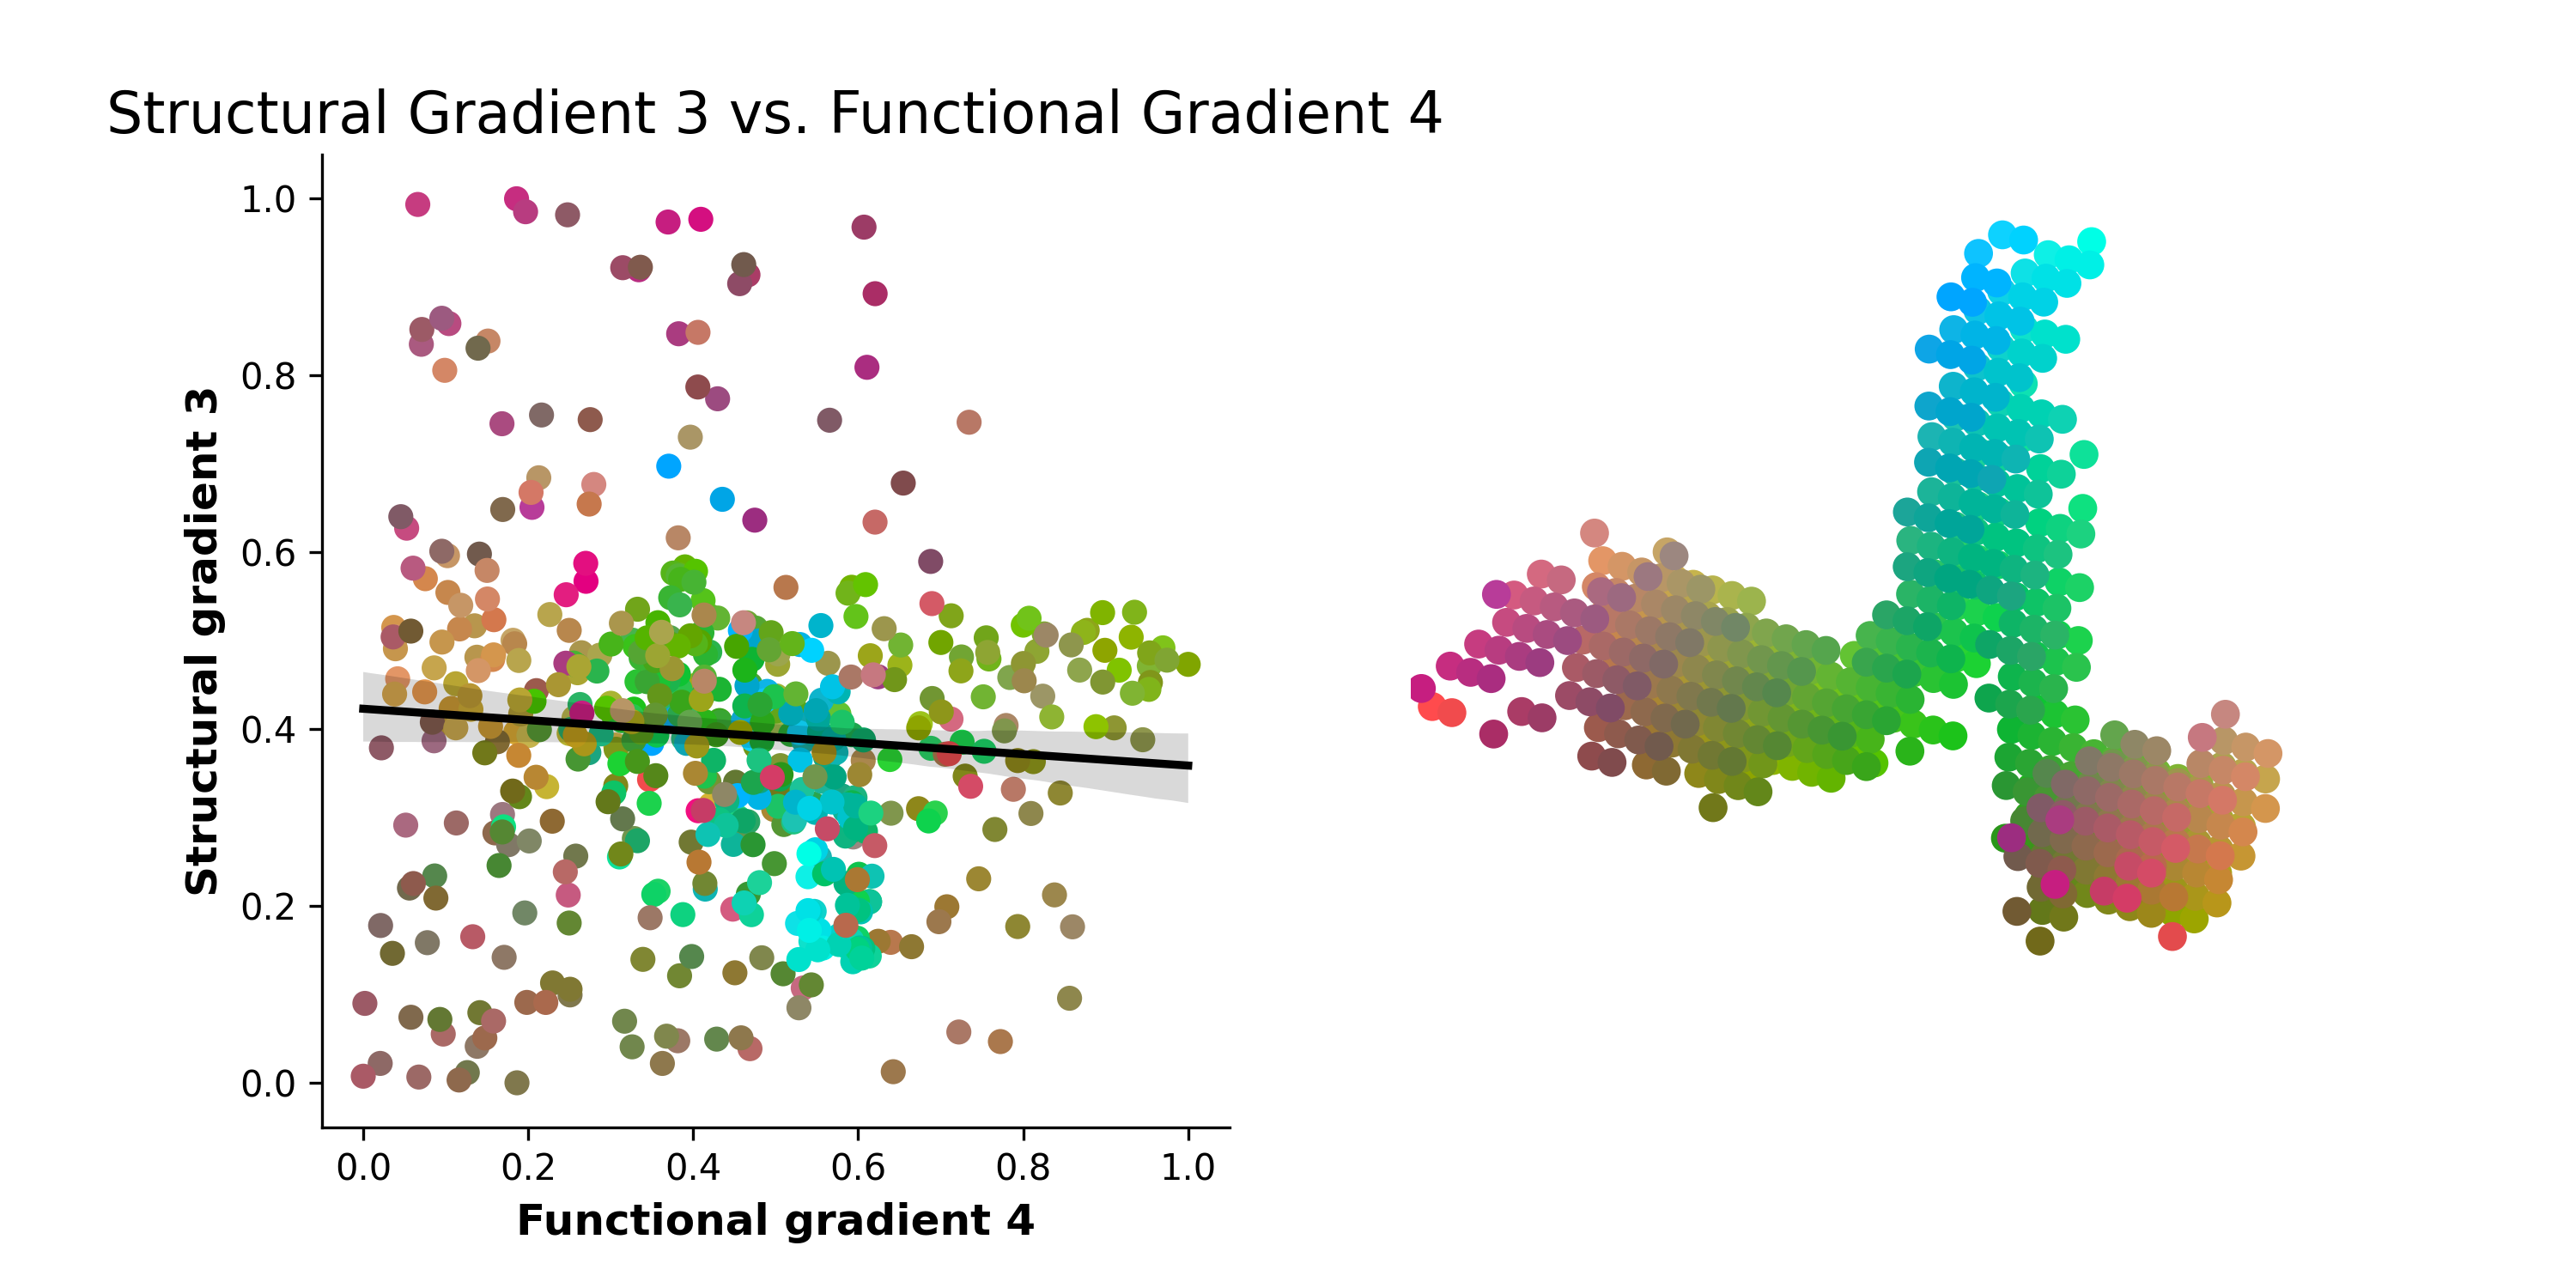 Structural Gradient 3 vs. Functional Gradient 4
1.0
0.8
0.6
0.4
0.2
0.0
Structural gradient 3
0.0 0.2 0.4 0.6 0.8 1.0
Functional gradient 4